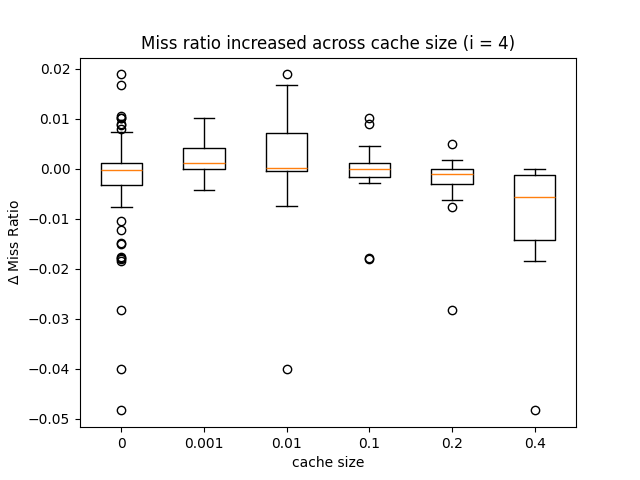 Miss ratio increased across cache size (i = 4)
0.02
0.01
0.00
−0.01
−0.02
−0.03
−0.04
−0.05
Δ Miss Ratio
0 0.001 0.01 0.1 0.2 0.4
cache size